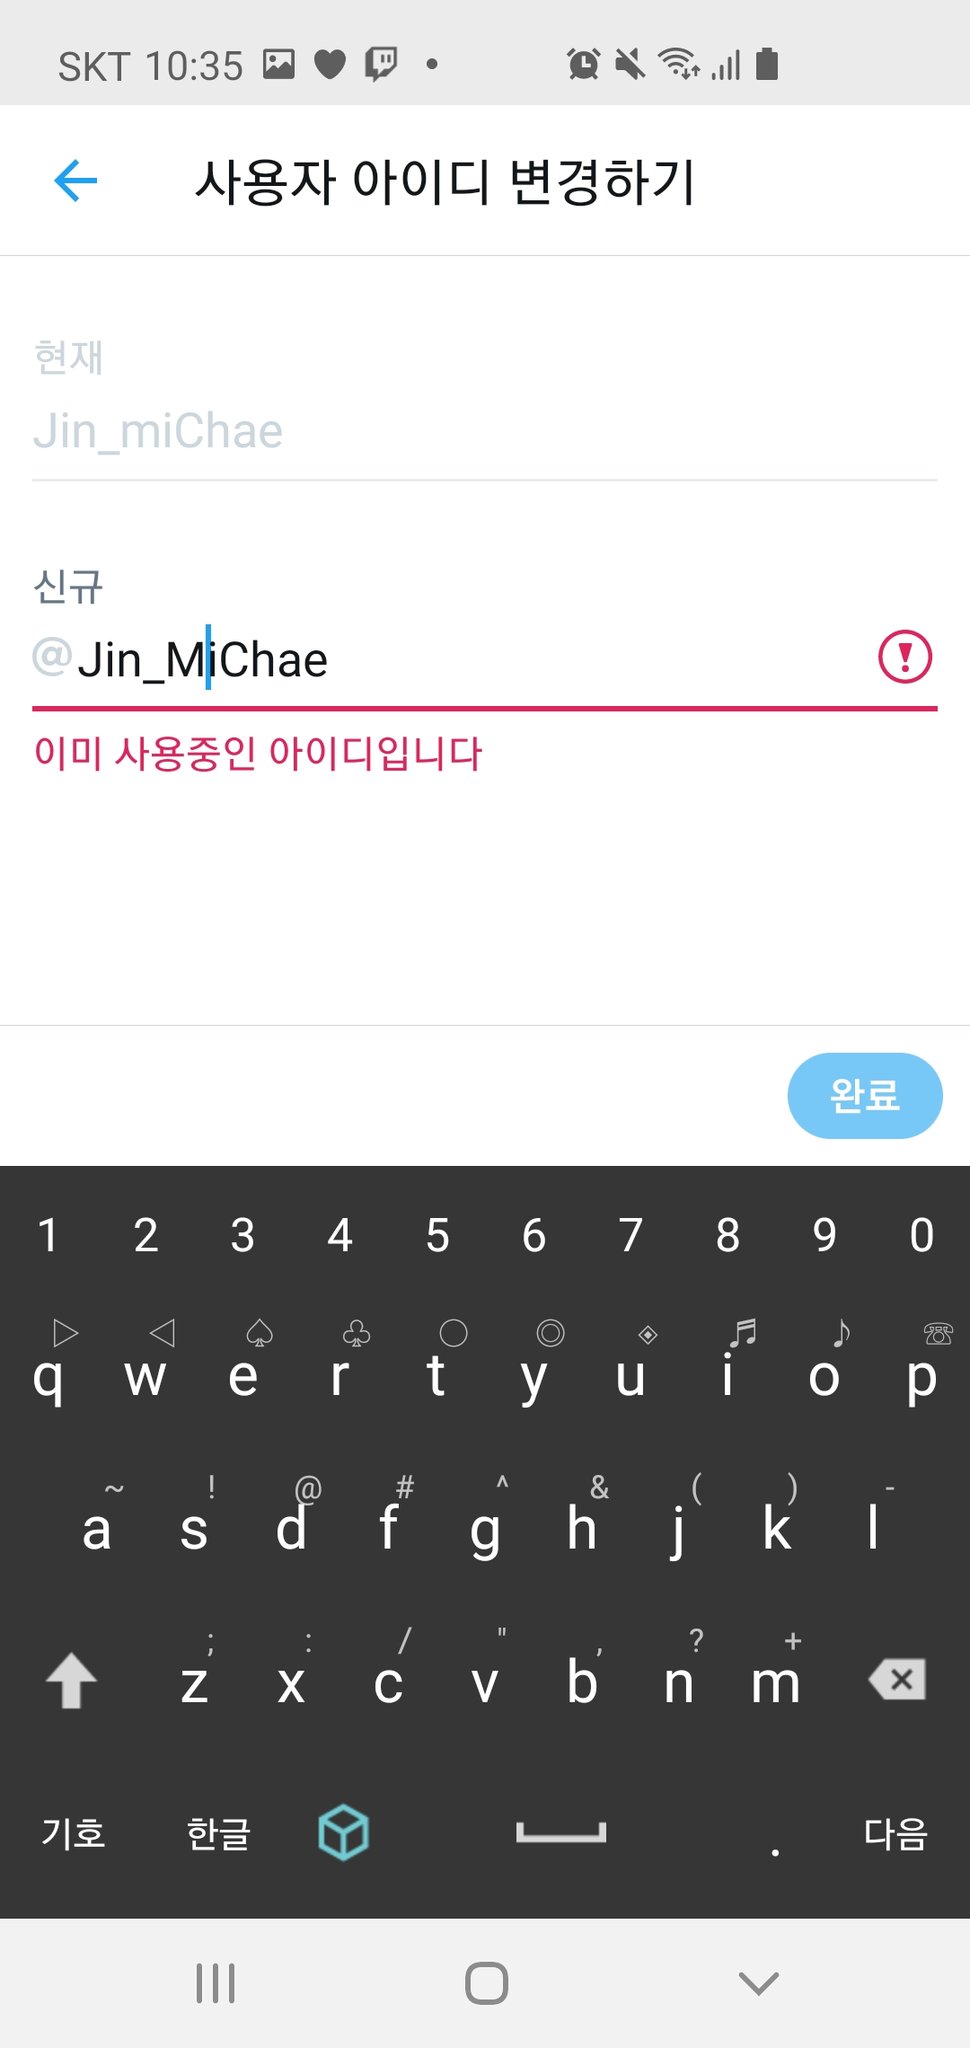 SKT 10:35
사용자 아이디 변경하기
현재
Jin_miChae
신규
@Jin_MiChae
이미 사용중인 아이디입니다
완료
1 2 3 4 5 6 7 8 9 0
q w e r t y u i o p
~ ! @ # ^ & ( ) -
a s d f g h j k l
; : / " , ? +
z x c v b n m
기호 한글 . 다음